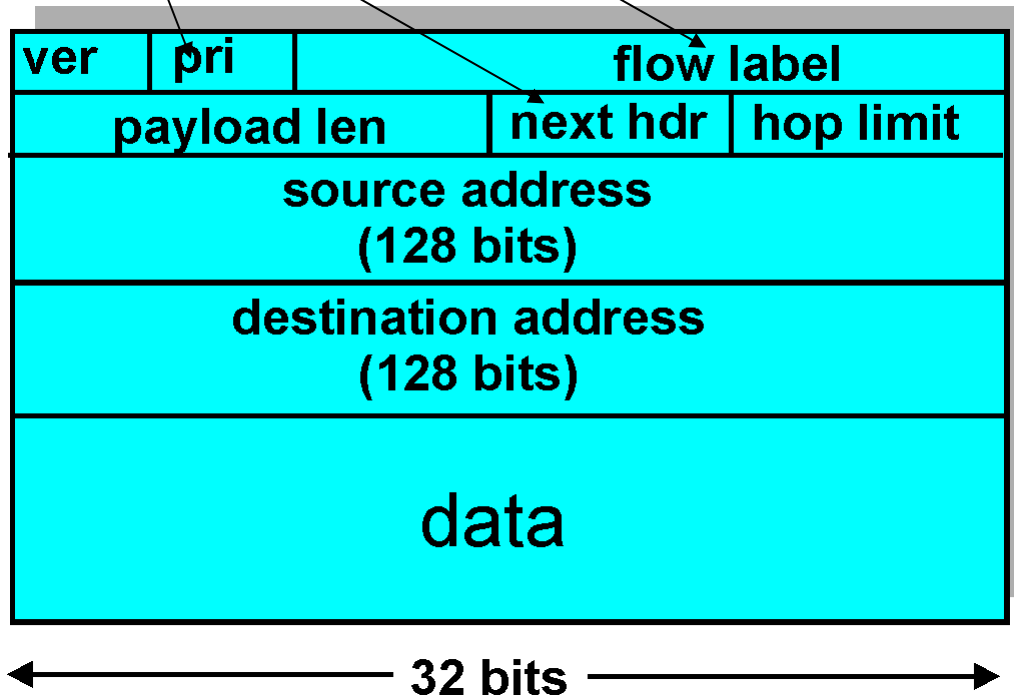 ver pri flow label
payload len next hdr hop limit
source address
(128 bits)
destination address
(128 bits)
data
32 bits